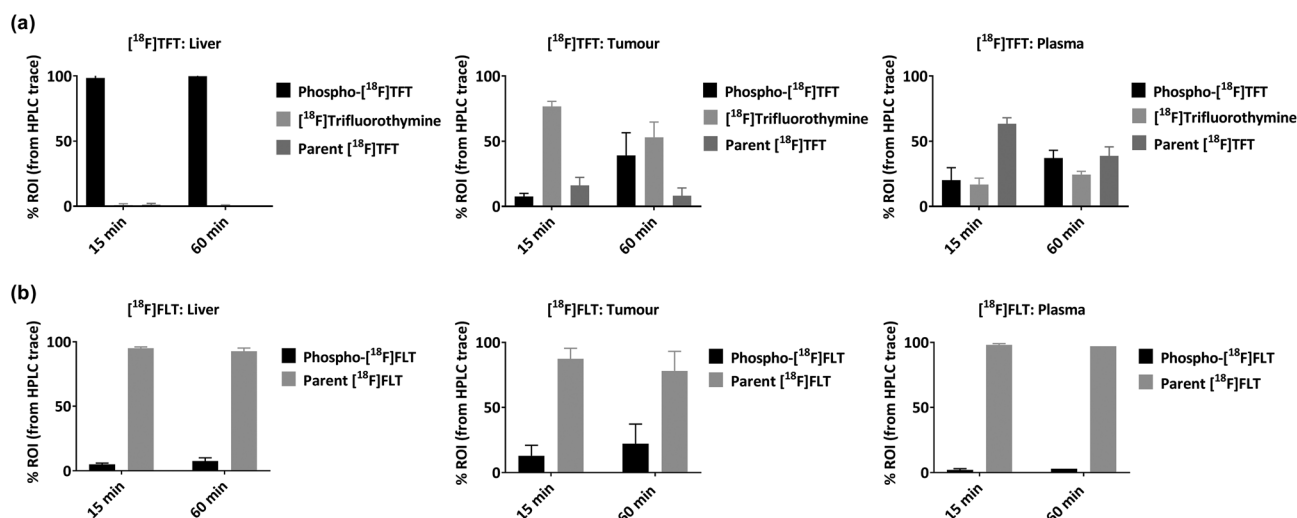 (a)
[¹⁸F]TFT: Liver
% ROI (from HPLC trace)
100
50
0
15 min
60 min
Phospho-[¹⁸F]TFT
[¹⁸F]Trifluorothymine
Parent [¹⁸F]TFT
[¹⁸F]TFT: Tumour
% ROI (from HPLC trace)
100
50
0
15 min
60 min
Phospho-[¹⁸F]TFT
[¹⁸F]Trifluorothymine
Parent [¹⁸F]TFT
[¹⁸F]TFT: Plasma
% ROI (from HPLC trace)
100
50
0
15 min
60 min
Phospho-[¹⁸F]TFT
[¹⁸F]Trifluorothymine
Parent [¹⁸F]TFT
(b)
[¹⁸F]FLT: Liver
% ROI (from HPLC trace)
100
50
0
15 min
60 min
Phospho-[¹⁸F]FLT
Parent [¹⁸F]FLT
[¹⁸F]FLT: Tumour
% ROI (from HPLC trace)
100
50
0
15 min
60 min
Phospho-[¹⁸F]FLT
Parent [¹⁸F]FLT
[¹⁸F]FLT: Plasma
% ROI (from HPLC trace)
100
50
0
15 min
60 min
Phospho-[¹⁸F]FLT
Parent [¹⁸F]FLT